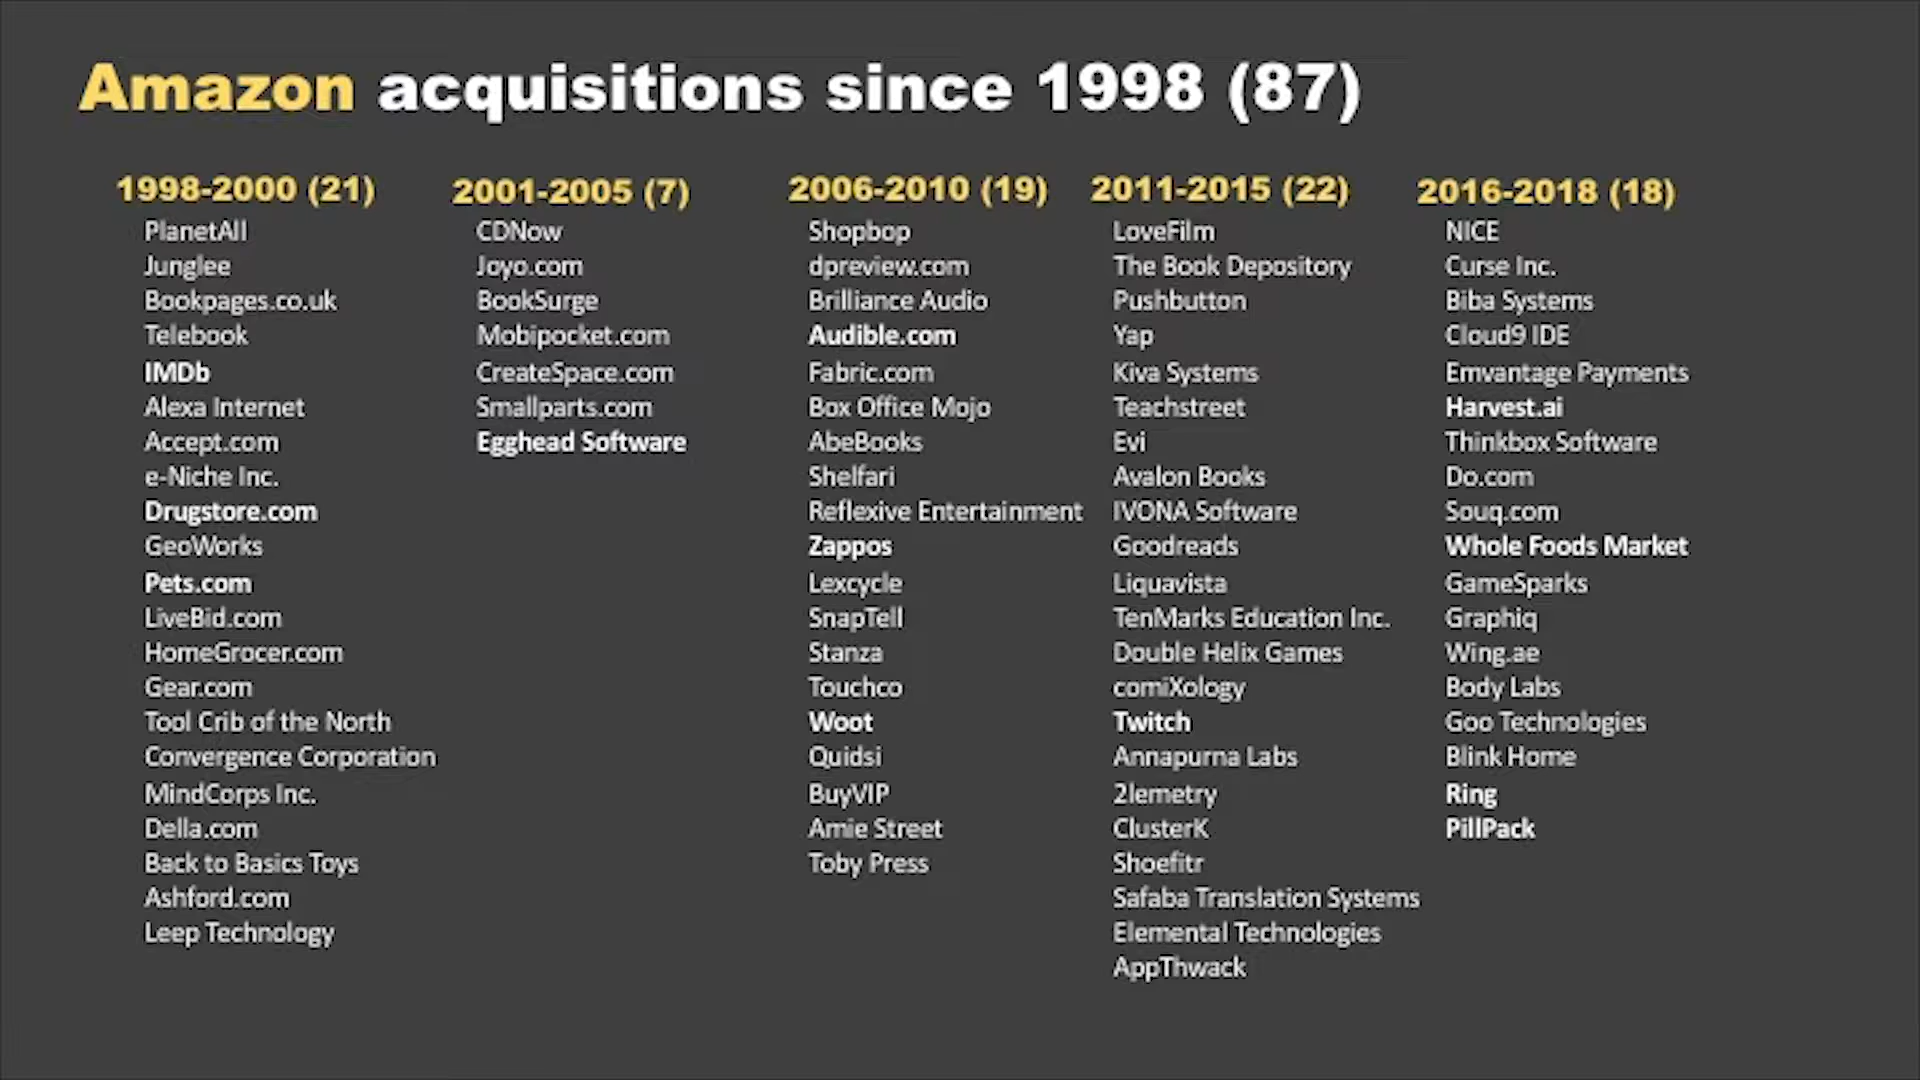 Amazon acquisitions since 1998 (87)
1998-2000 (21)
PlanetAll
Junglee
Bookpages.co.uk
Telebook
IMDb
Alexa Internet
Accept.com
e-Niche Inc.
Drugstore.com
GeoWorks
Pets.com
LiveBid.com
HomeGrocer.com
Gear.com
Tool Crib of the North
Convergence Corporation
MindCorps Inc.
Della.com
Back to Basics Toys
Ashford.com
Leep Technology
2001-2005 (7)
CDNow
Joyo.com
BookSurge
Mobipocket.com
CreateSpace.com
Smallparts.com
Egghead Software
2006-2010 (19)
Shopbop
dpreview.com
Brilliance Audio
Audible.com
Fabric.com
Box Office Mojo
AbeBooks
Shelfari
Reflexive Entertainment
Zappos
Lexcycle
SnapTell
Stanza
Touchco
Woot
Quidsi
BuyVIP
Amie Street
Toby Press
2011-2015 (22)
LoveFilm
The Book Depository
Pushbutton
Yap
Kiva Systems
Teachstreet
Evi
Avalon Books
IVONA Software
Goodreads
Liquavista
TenMarks Education Inc.
Double Helix Games
comiXology
Twitch
Annapurna Labs
2lemetry
ClusterK
Shoefitr
Safaba Translation Systems
Elemental Technologies
AppThwack
2016-2018 (18)
NICE
Curse Inc.
Biba Systems
Cloud9 IDE
Emvantage Payments
Harvest.ai
Thinkbox Software
Do.com
Souq.com
Whole Foods Market
GameSparks
Graphiq
Wing.ae
Body Labs
Goo Technologies
Blink Home
Ring
PillPack